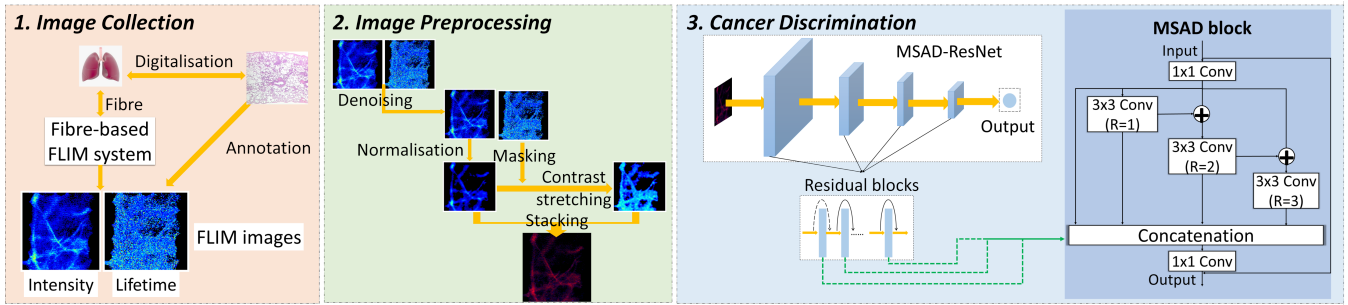 1. Image Collection
Digitalisation
Fibre
Fibre-based
FLIM system
Annotation
FLIM images
Intensity
Lifetime
2. Image Preprocessing
Denoising
Normalisation
Masking
Contrast
stretching
Stacking
3. Cancer Discrimination
MSAD-ResNet
Output
Residual blocks
......
MSAD block
Input
1x1 Conv
3x3 Conv
(R=1)
3x3 Conv
(R=2)
3x3 Conv
(R=3)
Concatenation
1x1 Conv
Output